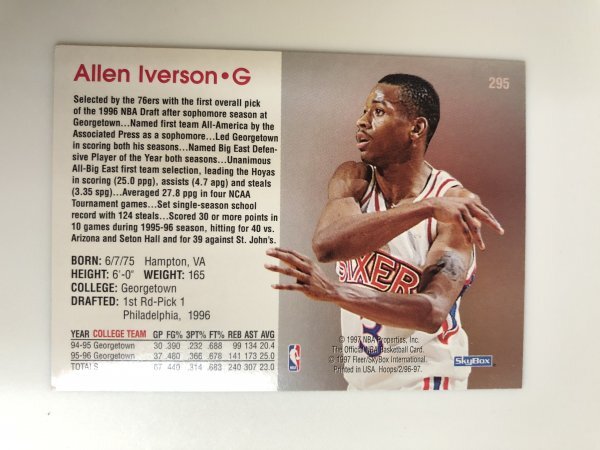 Allen Iverson • G
295
Selected by the 76ers with the first overall pick
of the 1996 NBA Draft after sophomore season at
Georgetown...Named first team All-America by the
Associated Press as a sophomore...Led Georgetown
in scoring both his seasons...Named Big East Defen-
sive Player of the Year both seasons...Unanimous
All-Big East first team selection, leading the Hoyas
in scoring (25.0 ppg), assists (4.7 apg) and steals
(3.35 spg)...Averaged 27.8 ppg in four NCAA
Tournament games...Set single-season school
record with 124 steals...Scored 30 or more points in
10 games during 1995-96 season, hitting for 40 vs.
Arizona and Seton Hall and for 39 against St. John's.
BORN: 6/7/75 Hampton, VA
HEIGHT: 6'-0" WEIGHT: 165
COLLEGE: Georgetown
DRAFTED: 1st Rd-Pick 1
Philadelphia, 1996
YEAR COLLEGE TEAM GP FG% 3PT% FT% REB AST AVG
94-95 Georgetown 30 .390 .232 .688 99 134 20.4
95-96 Georgetown 37 .480 .366 .678 141 173 25.0
TOTALS 67 .440 .314 .683 240 307 23.0
SIXERS
3
NBA
© 1997 NBA Properties, Inc.
The Official NBA Basketball Card.
© 1997 Fleer/SkyBox International.
Printed in USA. Hoops/2/96-97.
SkyBox